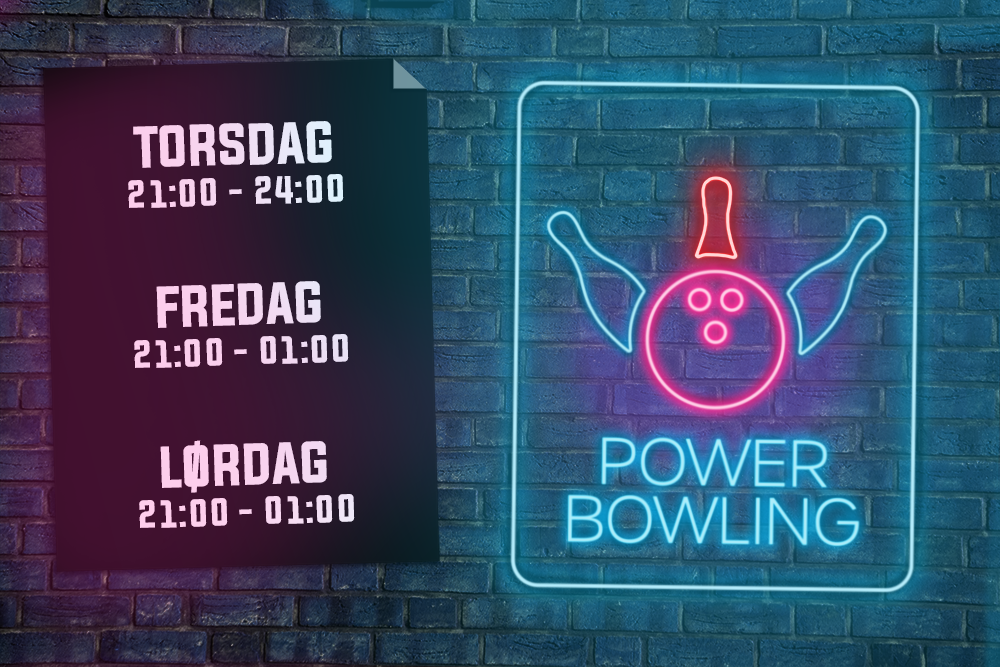 TORSDAG
21:00 - 24:00
FREDAG
21:00 - 01:00
LØRDAG
21:00 - 01:00
POWER
BOWLING